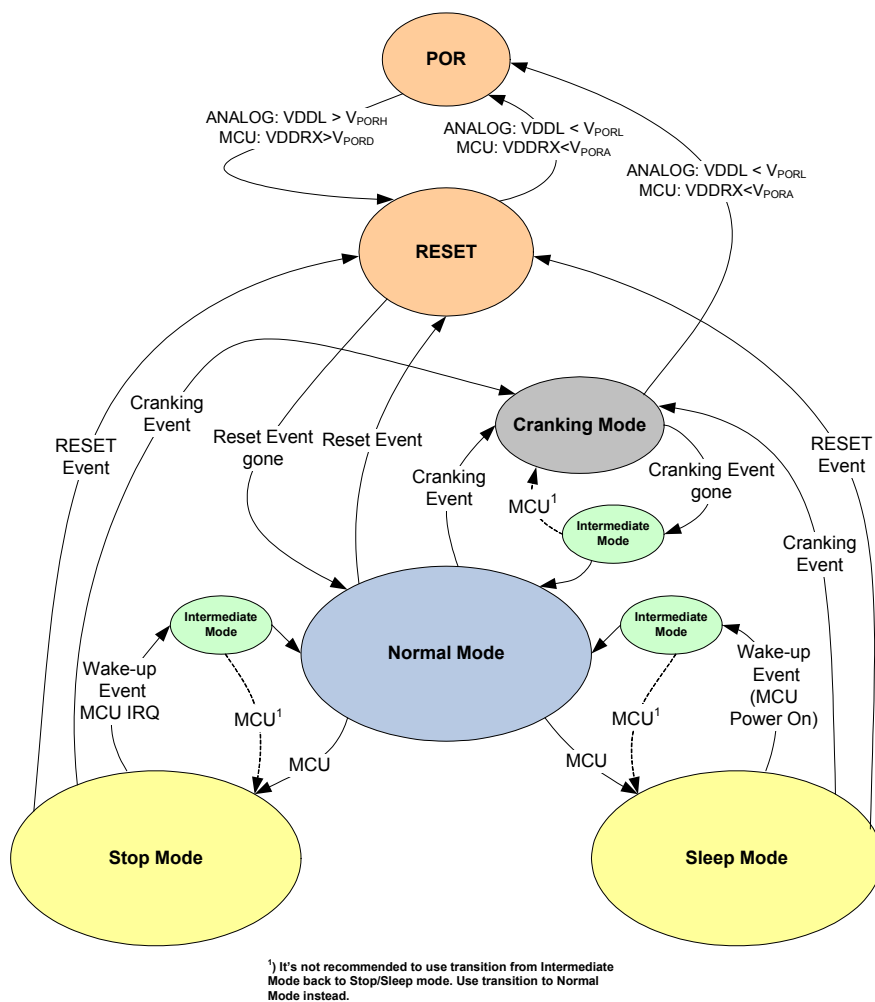 POR
ANALOG: VDDL > VPORH
MCU: VDDRX>VPORD
ANALOG: VDDL < VPORL
MCU: VDDRX<VPORA
ANALOG: VDDL < VPORL
MCU: VDDRX<VPORA
RESET
Cranking
Event
RESET
Event
Reset Event
gone
Reset Event
Cranking Mode
Cranking
Event
Cranking Event
gone
RESET
Event
MCU¹
Intermediate
Mode
Cranking
Event
Intermediate
Mode
Normal Mode
Intermediate
Mode
Wake-up
Event
MCU IRQ
Wake-up
Event
(MCU
Power On)
MCU¹
MCU
MCU
MCU¹
Stop Mode
Sleep Mode
¹) It's not recommended to use transition from Intermediate
Mode back to Stop/Sleep mode. Use transition to Normal
Mode instead.